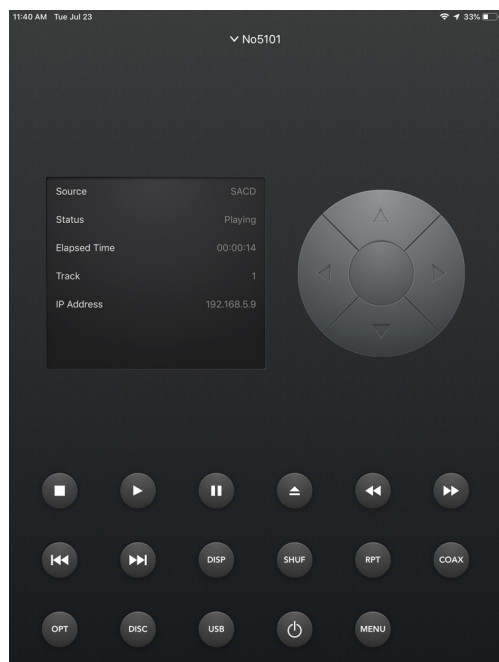 11:40 AM Tue Jul 23 33%
No5101
Source SACD
Status Playing
Elapsed Time 00:00:14
Track 1
IP Address 192.168.5.9
DISP SHUF RPT COAX
OPT DISC USB MENU